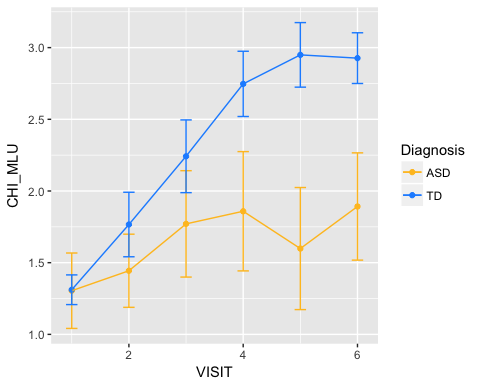 3.0
2.5
2.0
1.5
1.0
CHI_MLU
2 4 6
VISIT
Diagnosis
ASD
TD